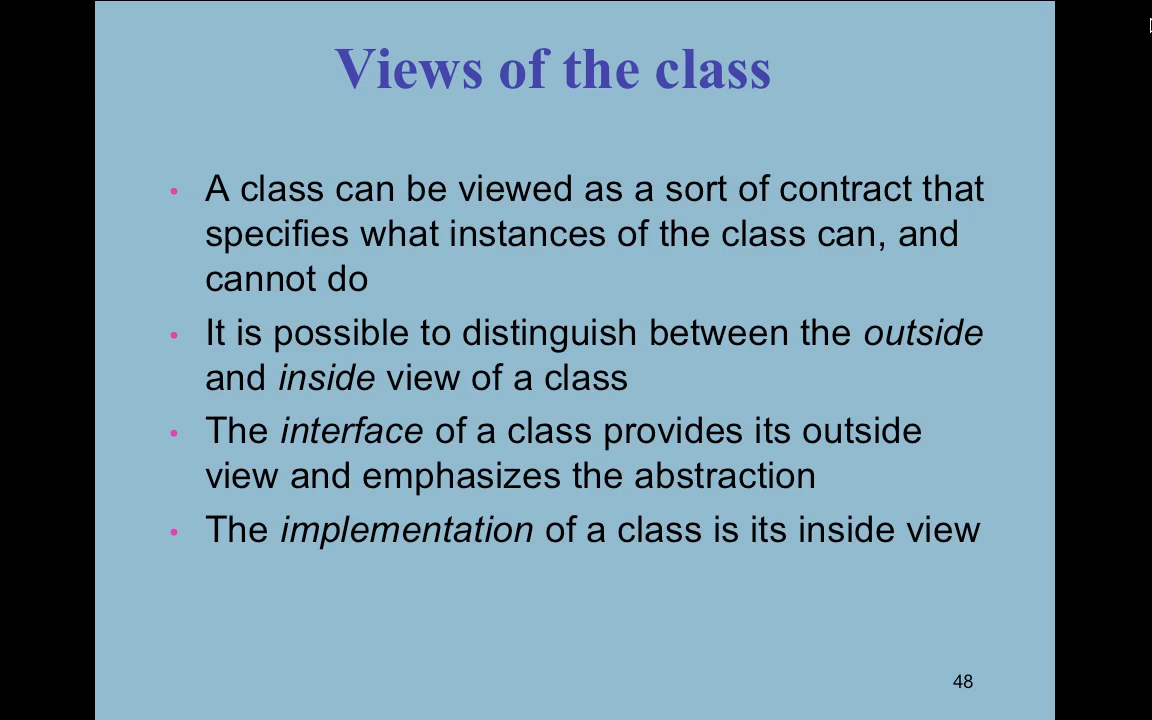 Views of the class
• A class can be viewed as a sort of contract that
specifies what instances of the class can, and
cannot do
• It is possible to distinguish between the outside
and inside view of a class
• The interface of a class provides its outside
view and emphasizes the abstraction
• The implementation of a class is its inside view
48